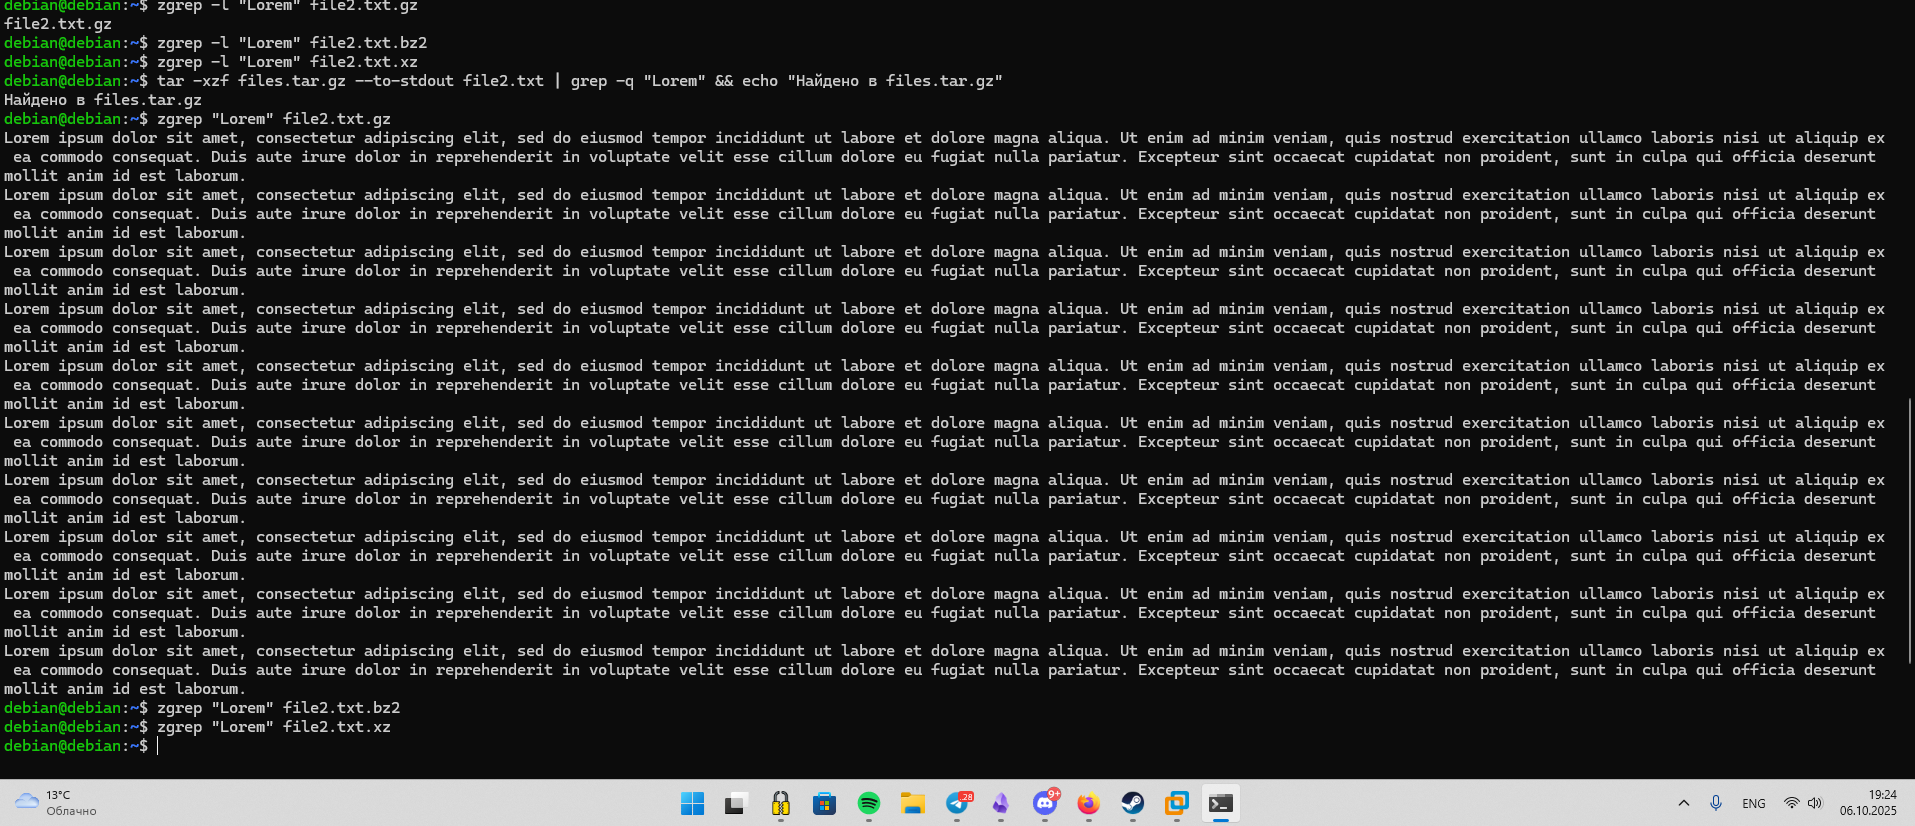 debian@debian:~$ zgrep -l "Lorem" file2.txt.gz
file2.txt.gz
debian@debian:~$ zgrep -l "Lorem" file2.txt.bz2
debian@debian:~$ zgrep -l "Lorem" file2.txt.xz
debian@debian:~$ tar -xzf files.tar.gz --to-stdout file2.txt | grep -q "Lorem" && echo "Найдено в files.tar.gz"
Найдено в files.tar.gz
debian@debian:~$ zgrep "Lorem" file2.txt.gz
Lorem ipsum dolor sit amet, consectetur adipiscing elit, sed do eiusmod tempor incididunt ut labore et dolore magna aliqua. Ut enim ad minim veniam, quis nostrud exercitation ullamco laboris nisi ut aliquip ex
 ea commodo consequat. Duis aute irure dolor in reprehenderit in voluptate velit esse cillum dolore eu fugiat nulla pariatur. Excepteur sint occaecat cupidatat non proident, sunt in culpa qui officia deserunt
mollit anim id est laborum.
Lorem ipsum dolor sit amet, consectetur adipiscing elit, sed do eiusmod tempor incididunt ut labore et dolore magna aliqua. Ut enim ad minim veniam, quis nostrud exercitation ullamco laboris nisi ut aliquip ex
 ea commodo consequat. Duis aute irure dolor in reprehenderit in voluptate velit esse cillum dolore eu fugiat nulla pariatur. Excepteur sint occaecat cupidatat non proident, sunt in culpa qui officia deserunt
mollit anim id est laborum.
Lorem ipsum dolor sit amet, consectetur adipiscing elit, sed do eiusmod tempor incididunt ut labore et dolore magna aliqua. Ut enim ad minim veniam, quis nostrud exercitation ullamco laboris nisi ut aliquip ex
 ea commodo consequat. Duis aute irure dolor in reprehenderit in voluptate velit esse cillum dolore eu fugiat nulla pariatur. Excepteur sint occaecat cupidatat non proident, sunt in culpa qui officia deserunt
mollit anim id est laborum.
Lorem ipsum dolor sit amet, consectetur adipiscing elit, sed do eiusmod tempor incididunt ut labore et dolore magna aliqua. Ut enim ad minim veniam, quis nostrud exercitation ullamco laboris nisi ut aliquip ex
 ea commodo consequat. Duis aute irure dolor in reprehenderit in voluptate velit esse cillum dolore eu fugiat nulla pariatur. Excepteur sint occaecat cupidatat non proident, sunt in culpa qui officia deserunt
mollit anim id est laborum.
Lorem ipsum dolor sit amet, consectetur adipiscing elit, sed do eiusmod tempor incididunt ut labore et dolore magna aliqua. Ut enim ad minim veniam, quis nostrud exercitation ullamco laboris nisi ut aliquip ex
 ea commodo consequat. Duis aute irure dolor in reprehenderit in voluptate velit esse cillum dolore eu fugiat nulla pariatur. Excepteur sint occaecat cupidatat non proident, sunt in culpa qui officia deserunt
mollit anim id est laborum.
Lorem ipsum dolor sit amet, consectetur adipiscing elit, sed do eiusmod tempor incididunt ut labore et dolore magna aliqua. Ut enim ad minim veniam, quis nostrud exercitation ullamco laboris nisi ut aliquip ex
 ea commodo consequat. Duis aute irure dolor in reprehenderit in voluptate velit esse cillum dolore eu fugiat nulla pariatur. Excepteur sint occaecat cupidatat non proident, sunt in culpa qui officia deserunt
mollit anim id est laborum.
Lorem ipsum dolor sit amet, consectetur adipiscing elit, sed do eiusmod tempor incididunt ut labore et dolore magna aliqua. Ut enim ad minim veniam, quis nostrud exercitation ullamco laboris nisi ut aliquip ex
 ea commodo consequat. Duis aute irure dolor in reprehenderit in voluptate velit esse cillum dolore eu fugiat nulla pariatur. Excepteur sint occaecat cupidatat non proident, sunt in culpa qui officia deserunt
mollit anim id est laborum.
Lorem ipsum dolor sit amet, consectetur adipiscing elit, sed do eiusmod tempor incididunt ut labore et dolore magna aliqua. Ut enim ad minim veniam, quis nostrud exercitation ullamco laboris nisi ut aliquip ex
 ea commodo consequat. Duis aute irure dolor in reprehenderit in voluptate velit esse cillum dolore eu fugiat nulla pariatur. Excepteur sint occaecat cupidatat non proident, sunt in culpa qui officia deserunt
mollit anim id est laborum.
Lorem ipsum dolor sit amet, consectetur adipiscing elit, sed do eiusmod tempor incididunt ut labore et dolore magna aliqua. Ut enim ad minim veniam, quis nostrud exercitation ullamco laboris nisi ut aliquip ex
 ea commodo consequat. Duis aute irure dolor in reprehenderit in voluptate velit esse cillum dolore eu fugiat nulla pariatur. Excepteur sint occaecat cupidatat non proident, sunt in culpa qui officia deserunt
mollit anim id est laborum.
Lorem ipsum dolor sit amet, consectetur adipiscing elit, sed do eiusmod tempor incididunt ut labore et dolore magna aliqua. Ut enim ad minim veniam, quis nostrud exercitation ullamco laboris nisi ut aliquip ex
 ea commodo consequat. Duis aute irure dolor in reprehenderit in voluptate velit esse cillum dolore eu fugiat nulla pariatur. Excepteur sint occaecat cupidatat non proident, sunt in culpa qui officia deserunt
mollit anim id est laborum.
debian@debian:~$ zgrep "Lorem" file2.txt.bz2
debian@debian:~$ zgrep "Lorem" file2.txt.xz
debian@debian:~$
13°C
Облачно
28
9+
ENG
19:24
06.10.2025